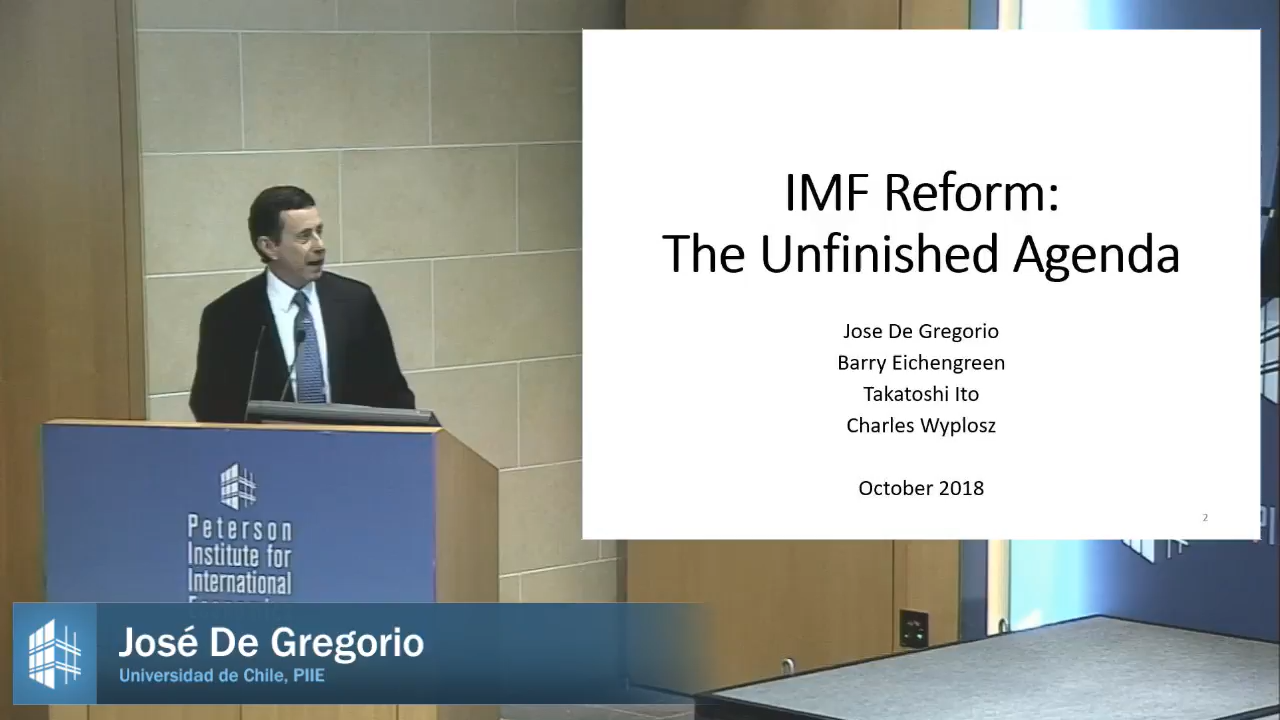 IMF Reform:
The Unfinished Agenda
Jose De Gregorio
Barry Eichengreen
Takatoshi Ito
Charles Wyplosz
October 2018
2
Peterson
Institute for
International
José De Gregorio
Universidad de Chile, PIIE